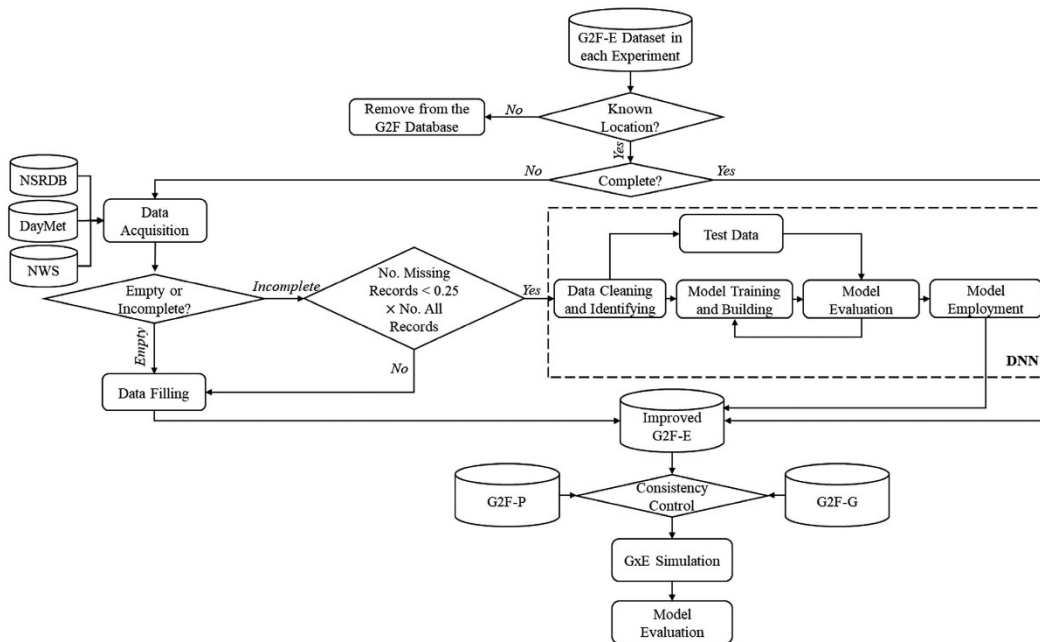 G2F-E Dataset in
each Experiment
Remove from the
G2F Database
No
Known
Location?
Yes
No
Complete?
Yes
NSRDB
DayMet
NWS
Data
Acquisition
Test Data
Empty or
Incomplete?
Incomplete
No. Missing
Records < 0.25
× No. All
Records
Yes
Data Cleaning
and Identifying
Model Training
and Building
Model
Evaluation
Model
Employment
DNN
Empty
No
Data Filling
Improved
G2F-E
G2F-P
Consistency
Control
G2F-G
GxE Simulation
Model
Evaluation